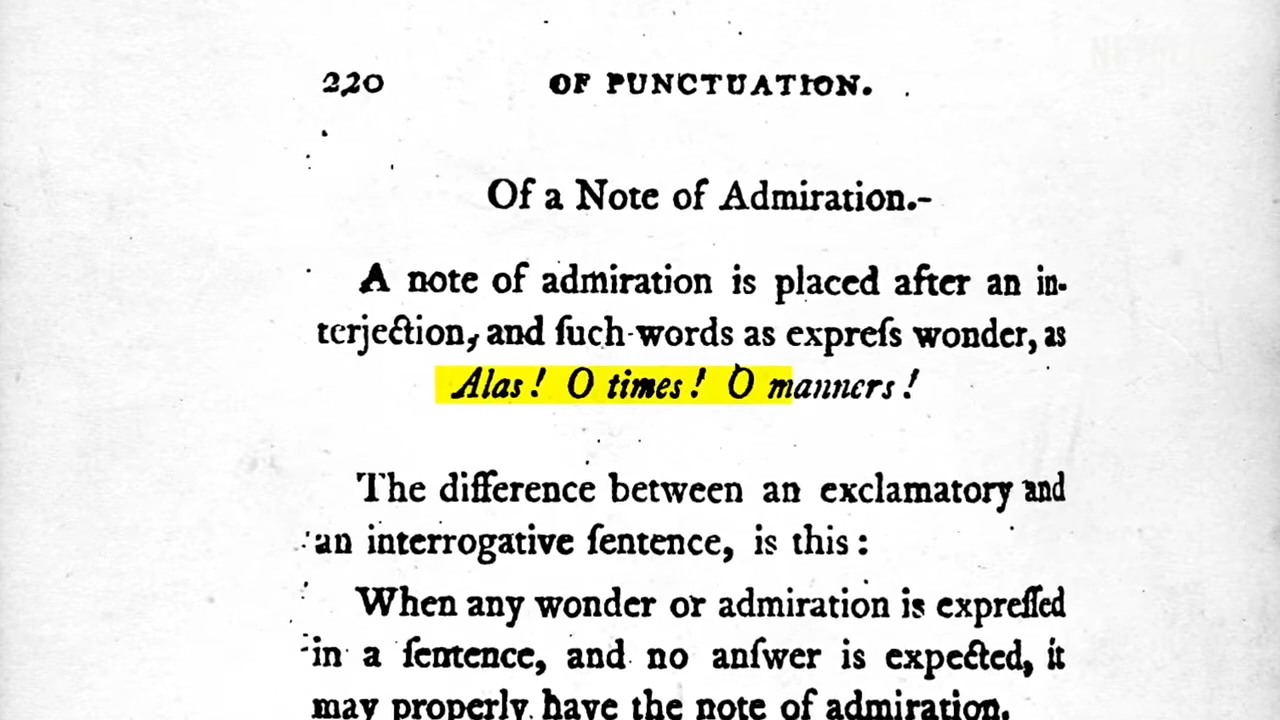 220 OF PUNCTUATION.
Of a Note of Admiration.-
A note of admiration is placed after an in-
terjection, and ſuch words as expreſs wonder, as
Alas! O times! O manners!
The difference between an exclamatory and
an interrogative ſentence, is this:
When any wonder or admiration is expreſſed
in a ſentence, and no anſwer is expected, it
may properly have the note of admiration.